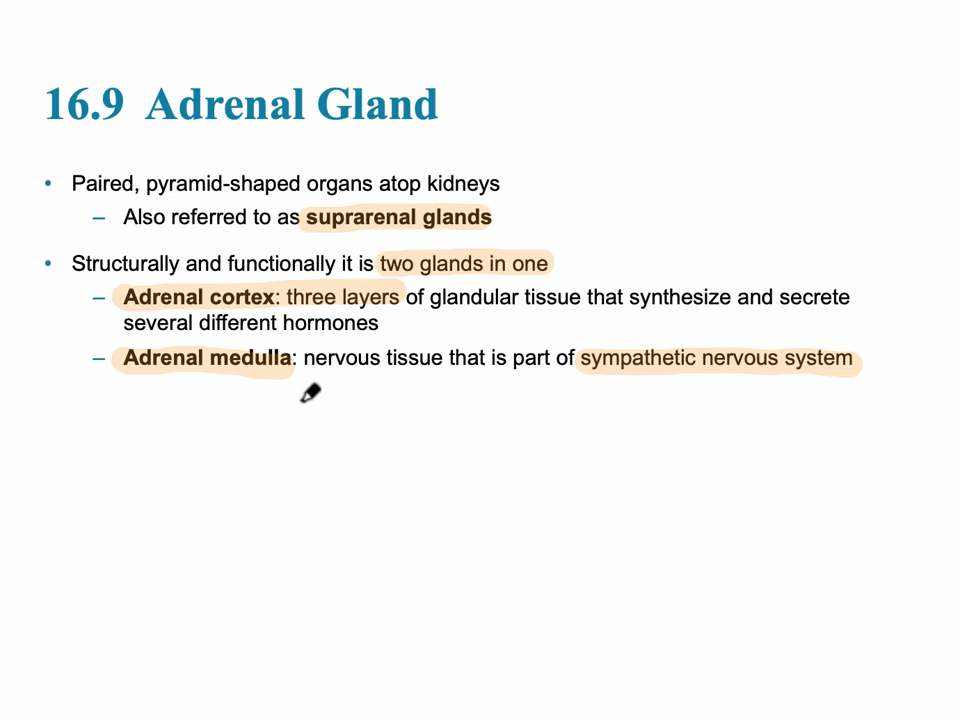 16.9 Adrenal Gland
• Paired, pyramid-shaped organs atop kidneys
– Also referred to as suprarenal glands
• Structurally and functionally it is two glands in one
– Adrenal cortex: three layers of glandular tissue that synthesize and secrete
several different hormones
– Adrenal medulla: nervous tissue that is part of sympathetic nervous system